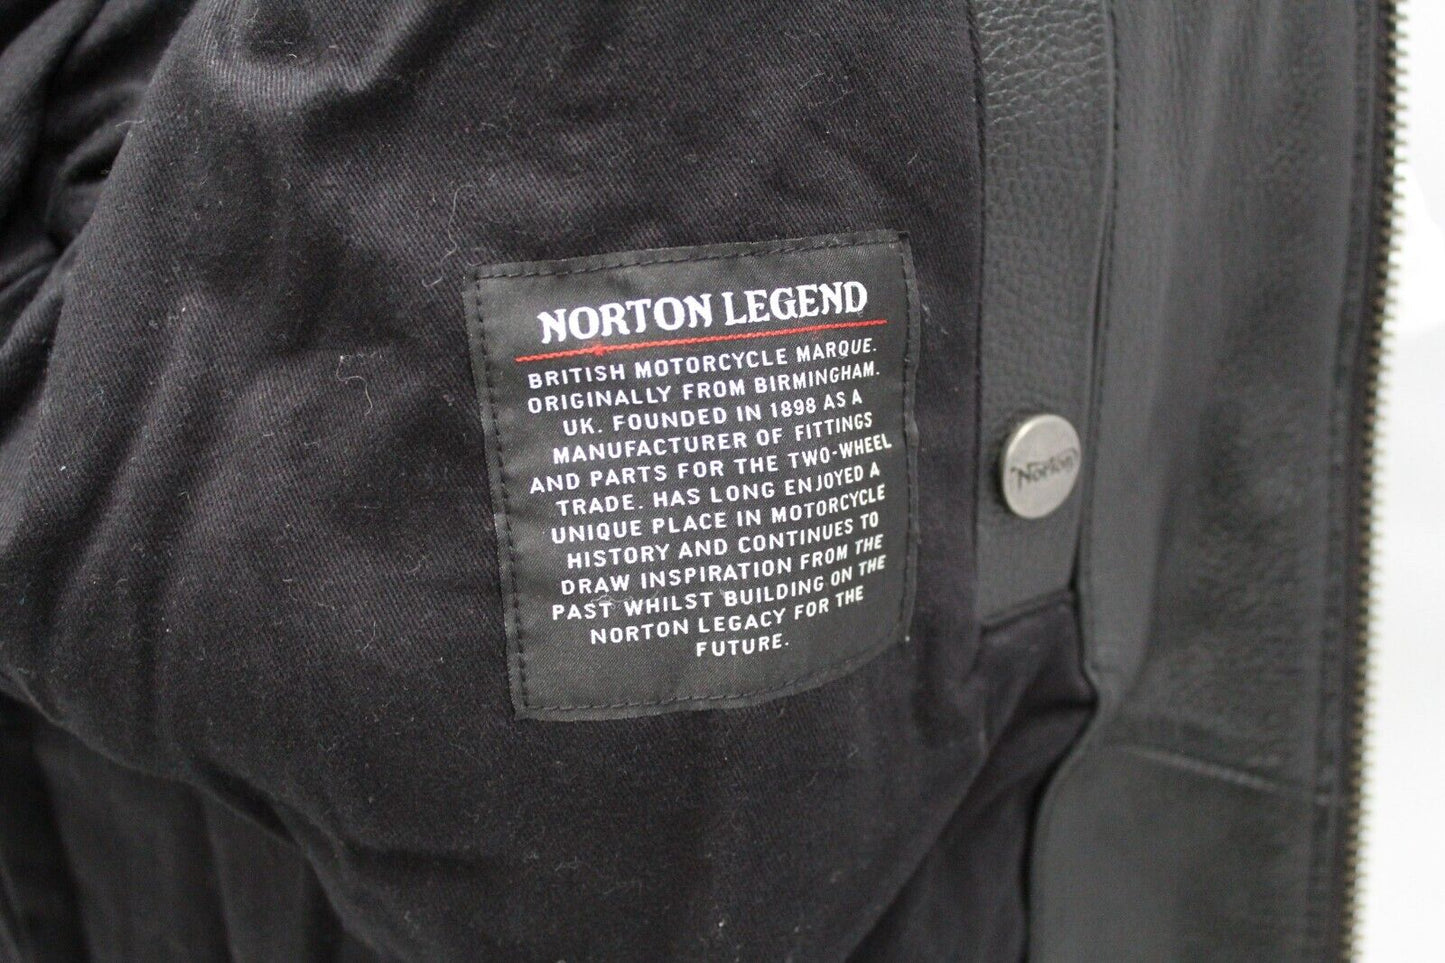 NORTON LEGEND
BRITISH MOTORCYCLE MARQUE.
ORIGINALLY FROM BIRMINGHAM.
UK. FOUNDED IN 1898 AS A
MANUFACTURER OF FITTINGS
AND PARTS FOR THE TWO-WHEEL
TRADE. HAS LONG ENJOYED A
UNIQUE PLACE IN MOTORCYCLE
HISTORY AND CONTINUES TO
DRAW INSPIRATION FROM THE
PAST WHILST BUILDING ON THE
NORTON LEGACY FOR THE
FUTURE.
Norton